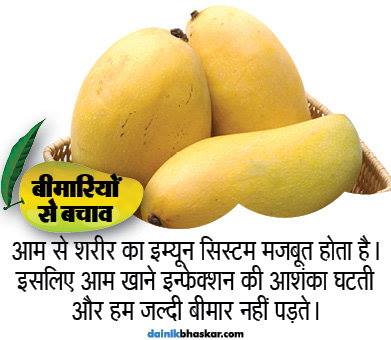 बीमारियों
से बचाव
आम से शरीर का इम्यून सिस्टम मजबूत होता है।
इसलिए आम खाने इन्फेक्शन की आशंका घटती
और हम जल्दी बीमार नहीं पड़ते।
dainikbhaskar.com